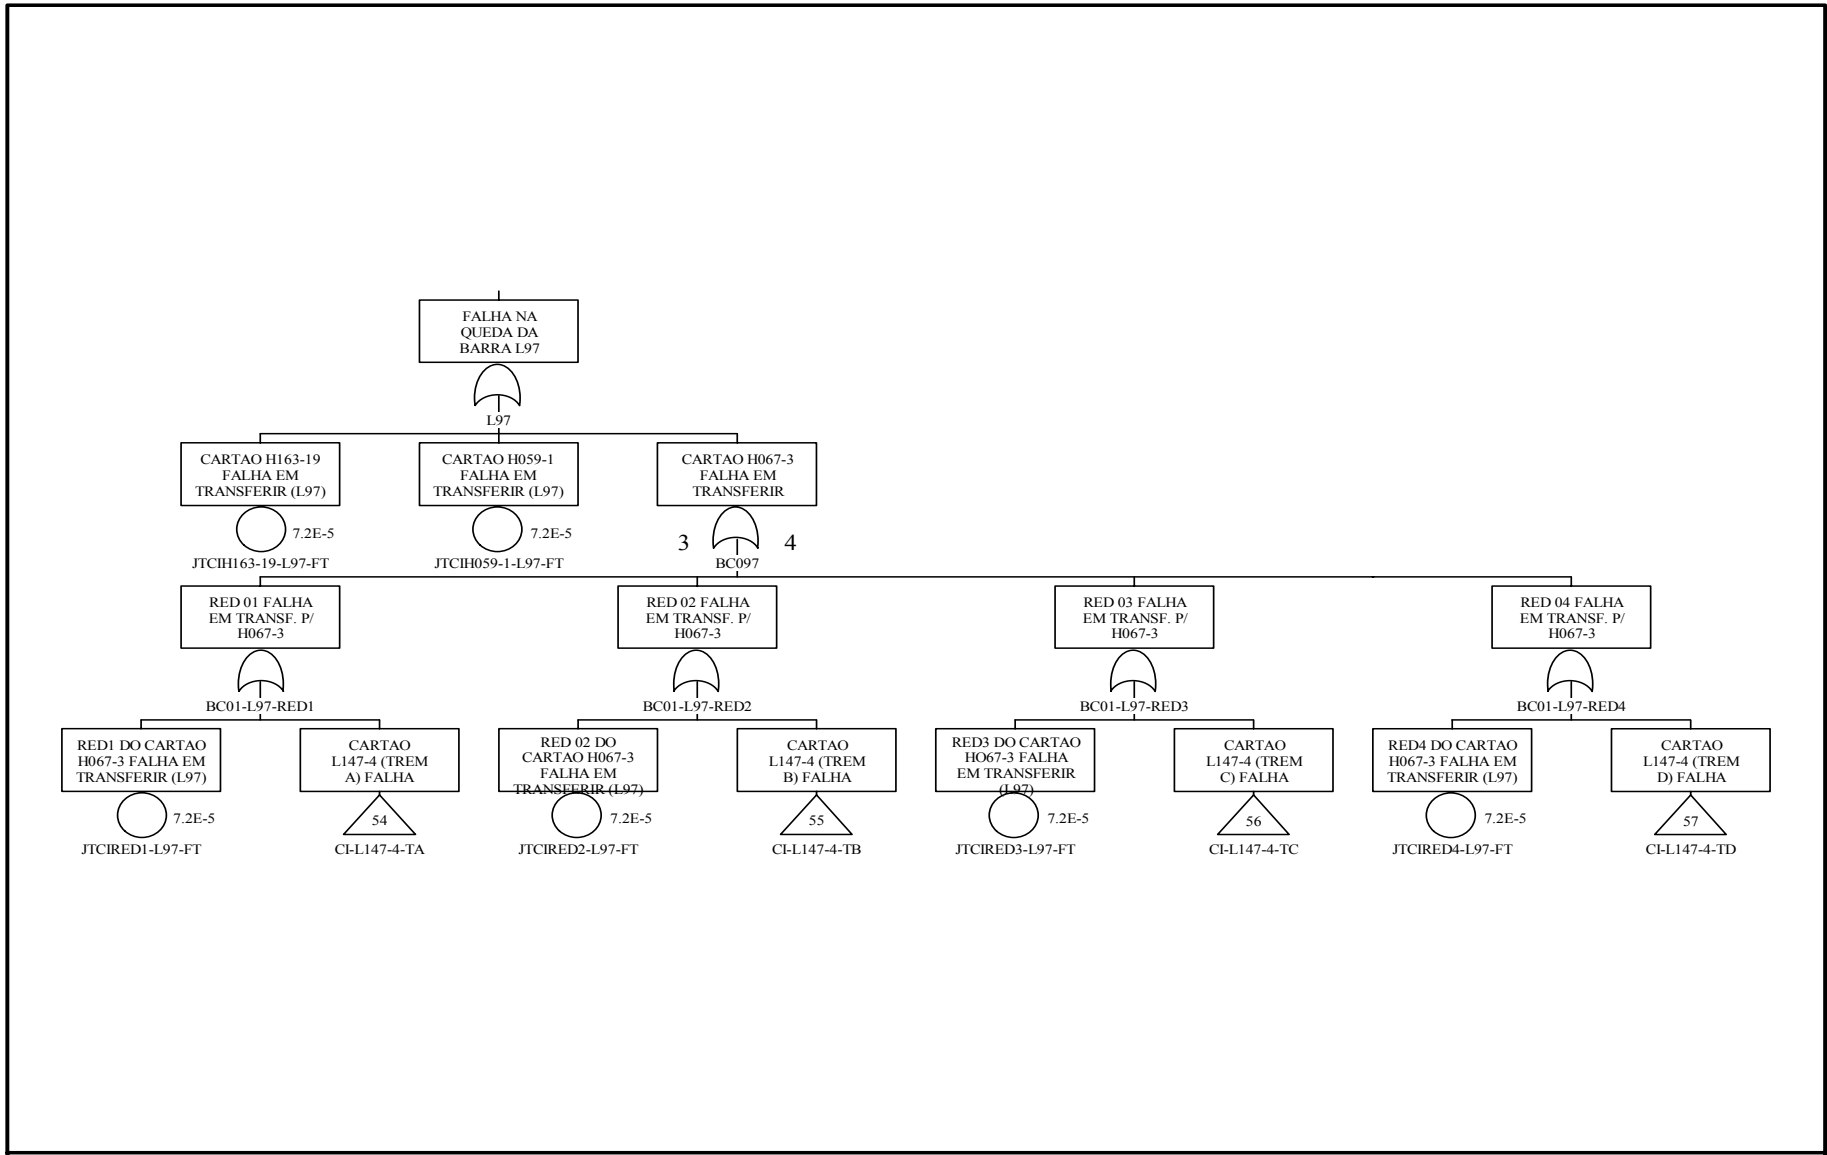 FALHA NA
QUEDA DA
BARRA L97
L97
CARTAO H163-19
FALHA EM
TRANSFERIR (L97)
7.2E-5
JTCIH163-19-L97-FT
CARTAO H059-1
FALHA EM
TRANSFERIR (L97)
7.2E-5
JTCIH059-1-L97-FT
CARTAO H067-3
FALHA EM
TRANSFERIR
3 4
BC097
RED 01 FALHA
EM TRANSF. P/
H067-3
BC01-L97-RED1
RED 02 FALHA
EM TRANSF. P/
H067-3
BC01-L97-RED2
RED 03 FALHA
EM TRANSF. P/
H067-3
BC01-L97-RED3
RED 04 FALHA
EM TRANSF. P/
H067-3
BC01-L97-RED4
RED1 DO CARTAO
H067-3 FALHA EM
TRANSFERIR (L97)
7.2E-5
JTCIRED1-L97-FT
CARTAO
L147-4 (TREM
A) FALHA
54
CI-L147-4-TA
RED 02 DO
CARTAO H067-3
FALHA EM
TRANSFERIR (L97)
7.2E-5
JTCIRED2-L97-FT
CARTAO
L147-4 (TREM
B) FALHA
55
CI-L147-4-TB
RED3 DO CARTAO
HO67-3 FALHA
EM TRANSFERIR
(L97)
7.2E-5
JTCIRED3-L97-FT
CARTAO
L147-4 (TREM
C) FALHA
56
CI-L147-4-TC
RED4 DO CARTAO
H067-3 FALHA EM
TRANSFERIR (L97)
7.2E-5
JTCIRED4-L97-FT
CARTAO
L147-4 (TREM
D) FALHA
57
CI-L147-4-TD